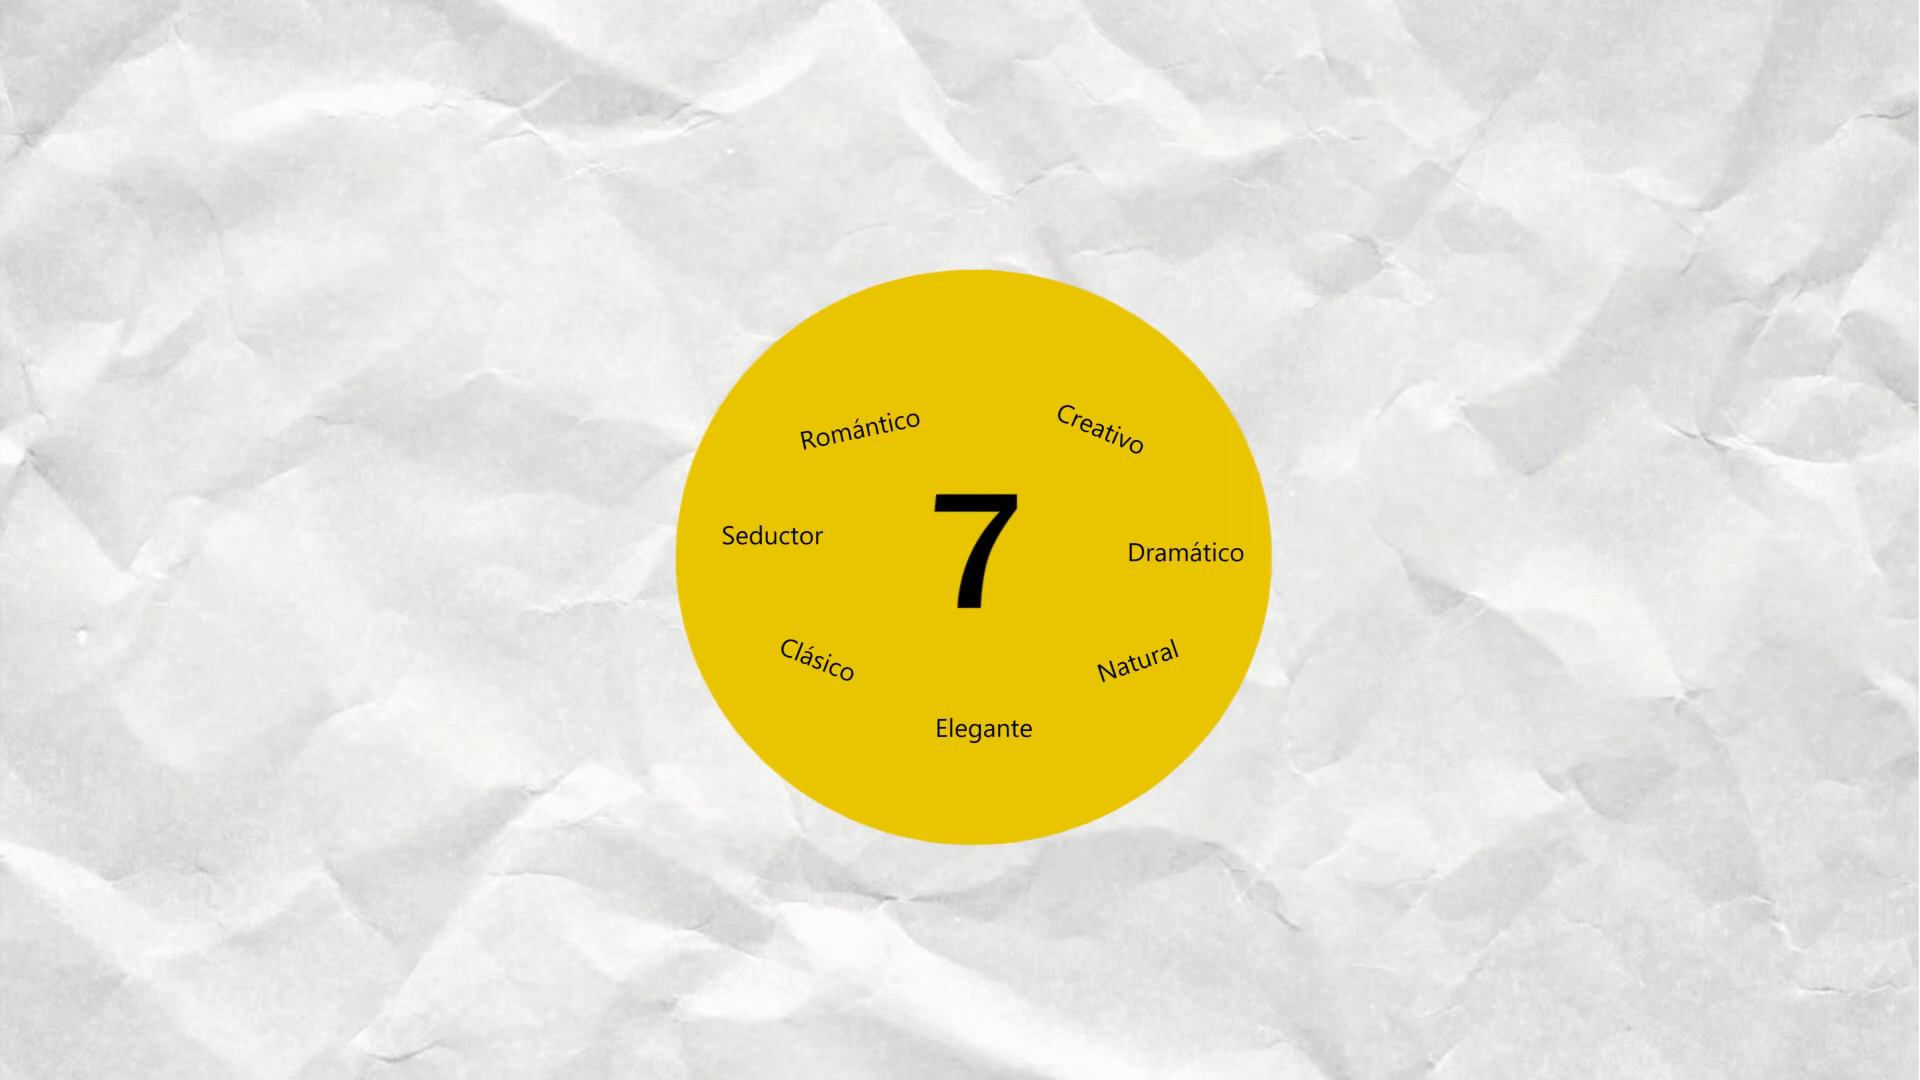 Romántico
Creativo
Seductor
7
Dramático
Clásico
Natural
Elegante